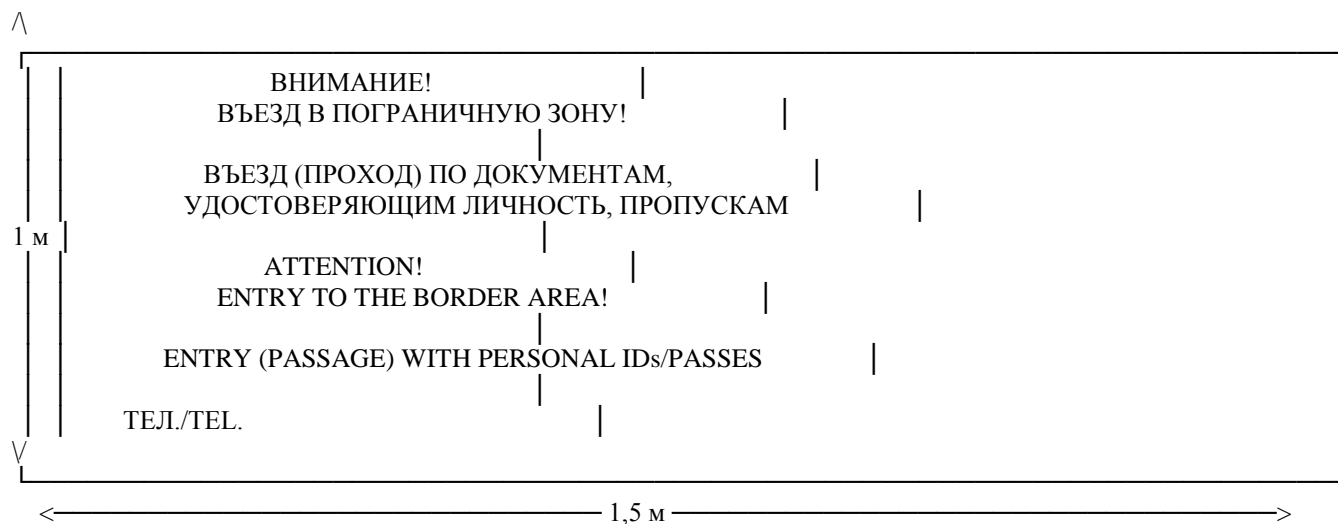 ВНИМАНИЕ!
ВЪЕЗД В ПОГРАНИЧНУЮ ЗОНУ!
ВЪЕЗД (ПРОХОД) ПО ДОКУМЕНТАМ,
УДОСТОВЕРЯЮЩИМ ЛИЧНОСТЬ, ПРОПУСКАМ
1 м
ATTENTION!
ENTRY TO THE BORDER AREA!
ENTRY (PASSAGE) WITH PERSONAL IDs/PASSES
ТЕЛ./TEL.
1,5 м